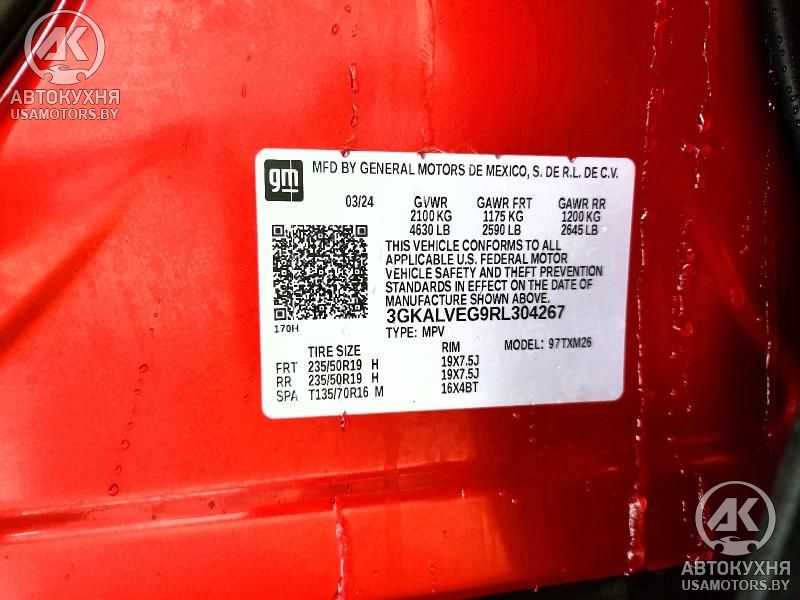 AK
АВТОКУХНЯ
USAMOTORS.BY
gm
MFD BY GENERAL MOTORS DE MEXICO, S. DE R.L. DE C.V.
03/24 GVWR GAWR FRT GAWR RR
2100 KG 1175 KG 1200 KG
4630 LB 2590 LB 2645 LB
THIS VEHICLE CONFORMS TO ALL
APPLICABLE U.S. FEDERAL MOTOR
VEHICLE SAFETY AND THEFT PREVENTION
STANDARDS IN EFFECT ON THE DATE OF
MANUFACTURE SHOWN ABOVE.
3GKALVEG9RL304267
170H
TYPE: MPV
TIRE SIZE RIM MODEL: 97TXM26
FRT 235/50R19 H 19X7.5J
RR 235/50R19 H 19X7.5J
SPA T135/70R16 M 16X4BT
AK
АВТОКУХНЯ
USAMOTORS.BY